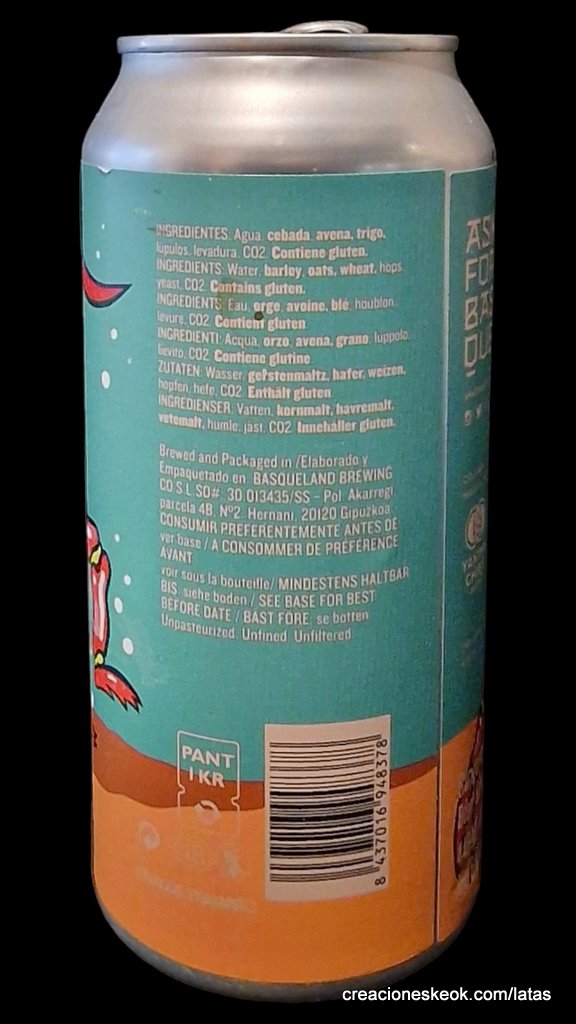 INGREDIENTES: Agua, cebada, avena, trigo,
lúpulos, levadura, CO2. Contiene gluten.
INGREDIENTS: Water, barley, oats, wheat, hops,
yeast, CO2. Contains gluten.
INGREDIENTS: Eau, orge, avoine, blé, houblon,
levure, CO2. Contient gluten.
INGREDIENTI: Acqua, orzo, avena, grano, luppolo,
lievito, CO2. Contiene glutine.
ZUTATEN: Wasser, gerstenmaltz, hafer, weizen,
hopfen, hefe, CO2. Enthält gluten.
INGREDIENSER: Vatten, kornmalt, havremalt,
vetemalt, humle, jäst, CO2. Innehåller gluten.
Brewed and Packaged in /Elaborado y
Empaquetado en: BASQUELAND BREWING
CO.S.L SO#: 30.013435/SS – Pol. Akarregi,
parcela 4B, Nº2, Hernani, 20120 Gipuzkoa.
CONSUMIR PREFERENTEMENTE ANTES DE:
ver base / A CONSOMMER DE PRÉFÉRENCE
AVANT:
voir sous la bouteille/ MINDESTENS HALTBAR
BIS: siehe boden / SEE BASE FOR BEST
BEFORE DATE / BÄST FÖRE: se botten
Unpasteurized, Unfined, Unfiltered
PANT
1 KR
8 437016 948378
creacioneskeok.com/latas